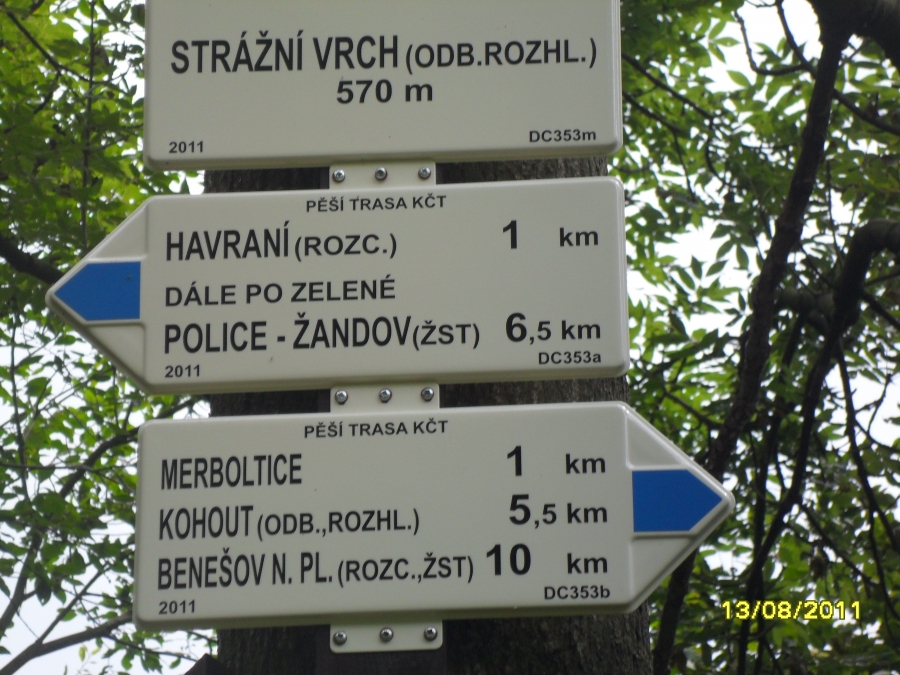 STRÁŽNÍ VRCH (ODB.ROZHL.)
570 m
2011 DC353m
PĚŠÍ TRASA KČT
HAVRANÍ (ROZC.) 1 km
DÁLE PO ZELENÉ
POLICE - ŽANDOV (ŽST) 6,5 km
2011 DC353a
PĚŠÍ TRASA KČT
MERBOLTICE 1 km
KOHOUT (ODB.,ROZHL.) 5,5 km
BENEŠOV N. PL. (ROZC.,ŽST) 10 km
2011 DC353b
13/08/2011